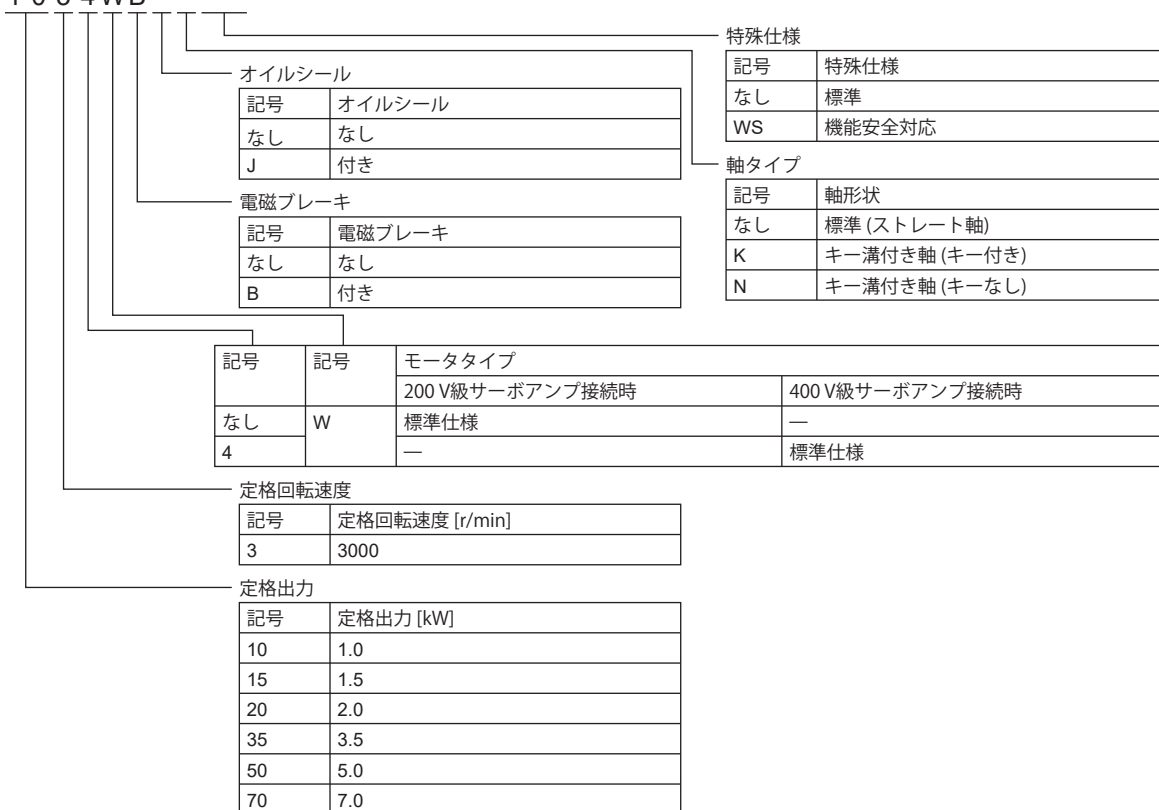 特殊仕様
記号 特殊仕様
なし 標準
WS 機能安全対応
オイルシール
記号 オイルシール
なし なし
J 付き
軸タイプ
記号 軸形状
なし 標準 (ストレート軸)
K キー溝付き軸 (キー付き)
N キー溝付き軸 (キーなし)
電磁ブレーキ
記号 電磁ブレーキ
なし なし
B 付き
記号 記号 モータタイプ
200 V級サーボアンプ接続時 400 V級サーボアンプ接続時
なし W 標準仕様 —
4 — 標準仕様
定格回転速度
記号 定格回転速度 [r/min]
3 3000
定格出力
記号 定格出力 [kW]
10 1.0
15 1.5
20 2.0
35 3.5
50 5.0
70 7.0